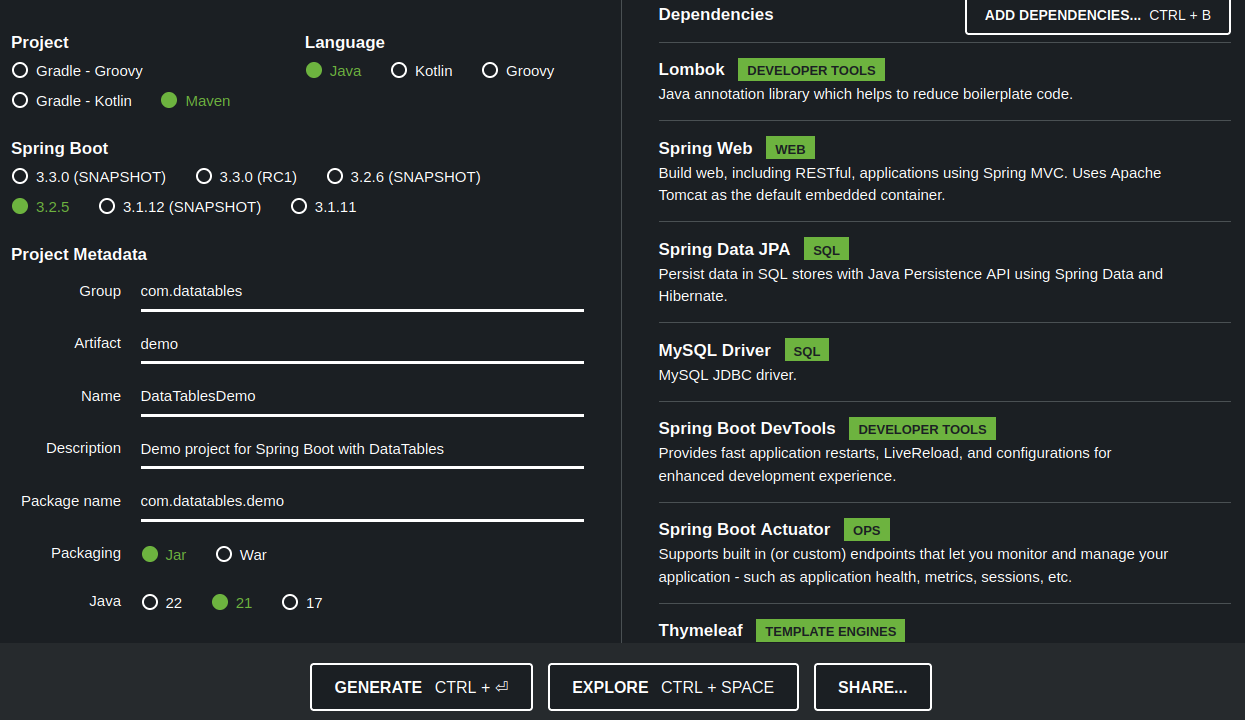 Project
Gradle - Groovy
Gradle - Kotlin Maven
Language
Java Kotlin Groovy
Spring Boot
3.3.0 (SNAPSHOT) 3.3.0 (RC1) 3.2.6 (SNAPSHOT)
3.2.5 3.1.12 (SNAPSHOT) 3.1.11
Project Metadata
Group com.datatables
Artifact demo
Name DataTablesDemo
Description Demo project for Spring Boot with DataTables
Package name com.datatables.demo
Packaging Jar War
Java 22 21 17
Dependencies ADD DEPENDENCIES... CTRL + B
Lombok DEVELOPER TOOLS
Java annotation library which helps to reduce boilerplate code.
Spring Web WEB
Build web, including RESTful, applications using Spring MVC. Uses Apache
Tomcat as the default embedded container.
Spring Data JPA SQL
Persist data in SQL stores with Java Persistence API using Spring Data and
Hibernate.
MySQL Driver SQL
MySQL JDBC driver.
Spring Boot DevTools DEVELOPER TOOLS
Provides fast application restarts, LiveReload, and configurations for
enhanced development experience.
Spring Boot Actuator OPS
Supports built in (or custom) endpoints that let you monitor and manage your
application - such as application health, metrics, sessions, etc.
Thymeleaf TEMPLATE ENGINES
GENERATE CTRL + ⏎ EXPLORE CTRL + SPACE SHARE...